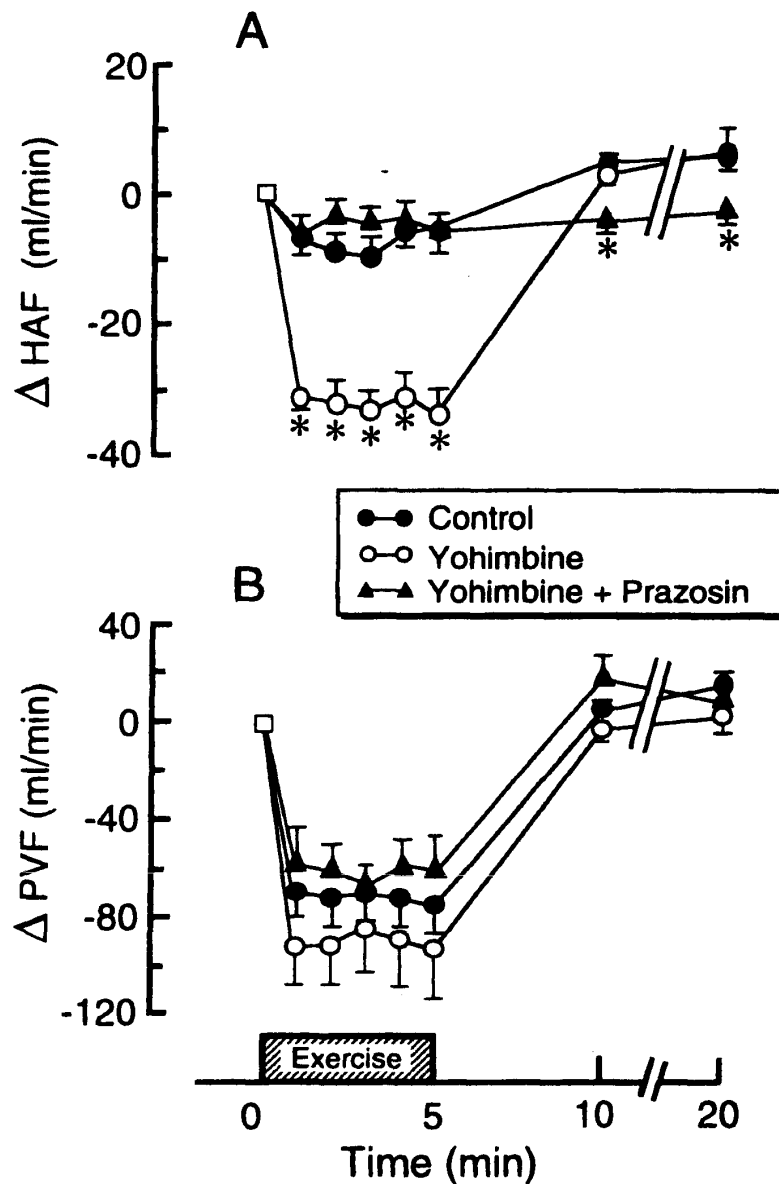 A
20
0
-20
-40
Δ HAF (ml/min)
* * * * * * *
Control
Yohimbine
Yohimbine + Prazosin
B
40
0
-40
-80
-120
Δ PVF (ml/min)
Exercise
0 5 10 20
Time (min)